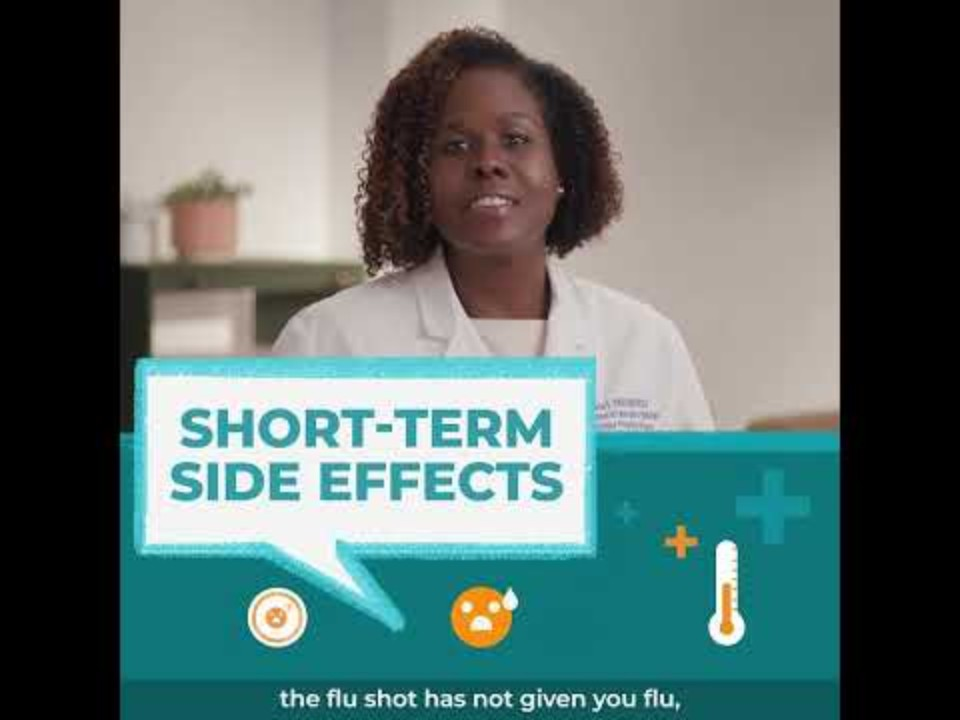 SHORT-TERM
SIDE EFFECTS
the flu shot has not given you flu,